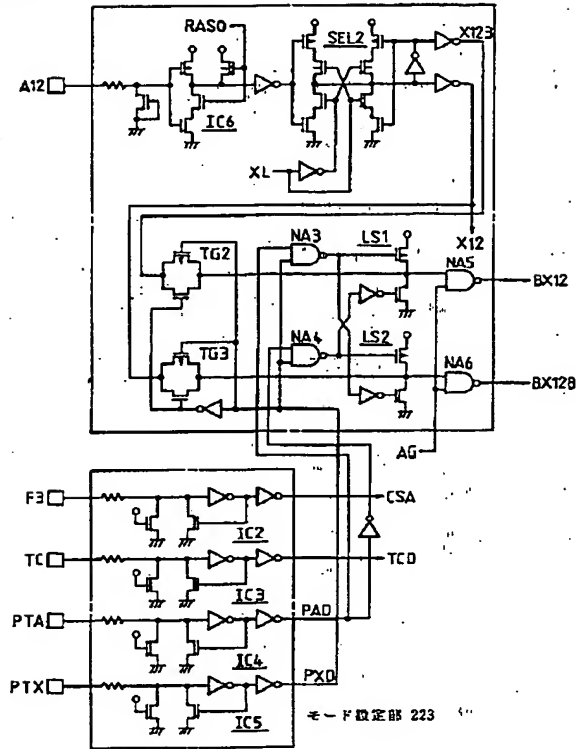 RAS0
SEL2
X123
A12
IC6
XL
X12
TG2
NA3
LS1
NA5
BX12
NA4
LS2
TG3
NA6
BX12B
AG
F3
CSA
IC2
TC
TCD
IC3
PTA
PAD
IC4
PTX
PXD
IC5
モード設定部 223